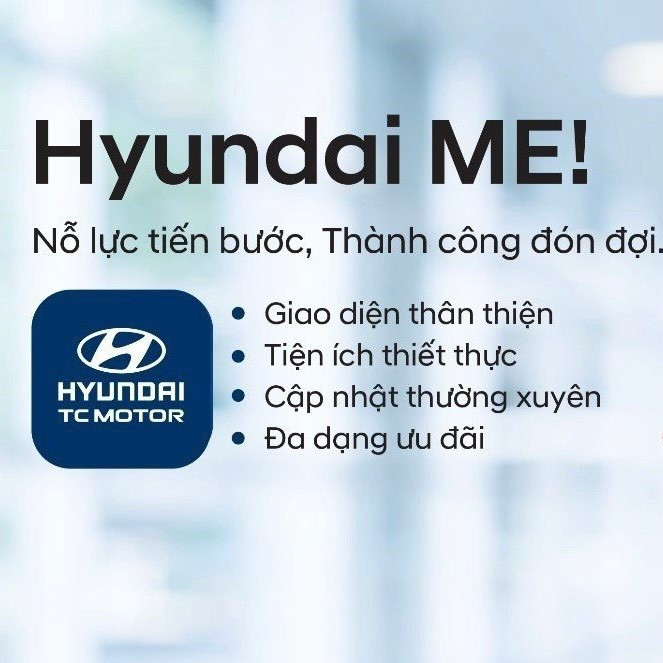 Hyundai ME!
Nỗ lực tiến bước, Thành công đón đợi.
HYUNDAI
TC MOTOR
• Giao diện thân thiện
• Tiện ích thiết thực
• Cập nhật thường xuyên
• Đa dạng ưu đãi